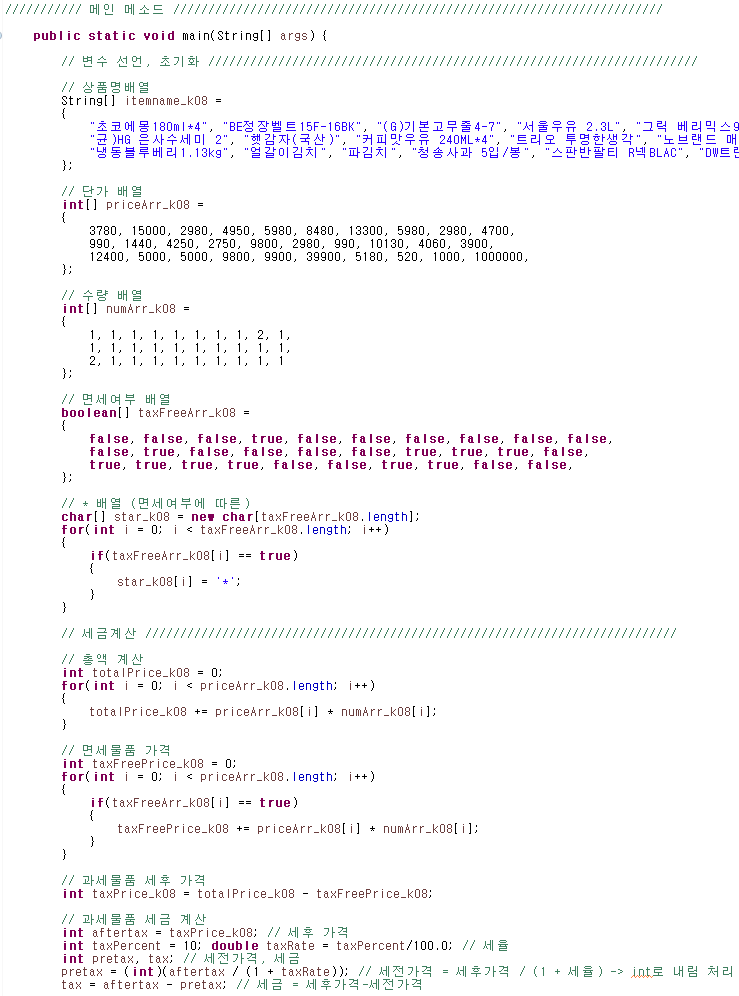 /////////// 메인 메소드 //////////////////////////////////////////////////////////////////////
public static void main(String[] args) {
// 변수 선언, 초기화 //////////////////////////////////////////////////////////////////////
// 상품명배열
String[] itemname_k08 =
{
"초코에몽180ml*4", "BE정장벨트15F-16BK", "(G)기본고무줄4-7", "서울우유 2.3L", "그릭 베리믹스9
"균)HG 은사수세미 2", "햇감자(국산)", "커피맛우유 240ML*4", "트리오 투명한생각", "노브랜드 매
"냉동블루베리1.13kg", "얼갈이김치", "파김치", "청송사과 5입/봉", "스판반팔티 R넥BLAC", "DW트렌
};
// 단가 배열
int[] priceArr_k08 =
{
3780, 15000, 2980, 4950, 5980, 8480, 13300, 5980, 2980, 4700,
990, 1440, 4250, 2750, 9800, 2980, 990, 10130, 4060, 3900,
12400, 5000, 5000, 9800, 9900, 39900, 5180, 520, 1000, 1000000,
};
// 수량 배열
int[] numArr_k08 =
{
1, 1, 1, 1, 1, 1, 1, 1, 2, 1,
1, 1, 1, 1, 1, 1, 1, 1, 1, 1,
2, 1, 1, 1, 1, 1, 1, 1, 1, 1
};
// 면세여부 배열
boolean[] taxFreeArr_k08 =
{
false, false, false, true, false, false, false, false, false, false,
false, true, false, false, false, false, true, true, true, false,
true, true, true, true, false, false, true, true, false, false,
};
// * 배열 (면세여부에 따른)
char[] star_k08 = new char[taxFreeArr_k08.length];
for(int i = 0; i < taxFreeArr_k08.length; i++)
{
if(taxFreeArr_k08[i] == true)
{
star_k08[i] = '*';
}
}
// 세금계산 ////////////////////////////////////////////////////////////////////////////
// 총액 계산
int totalPrice_k08 = 0;
for(int i = 0; i < priceArr_k08.length; i++)
{
totalPrice_k08 += priceArr_k08[i] * numArr_k08[i];
}
// 면세물품 가격
int taxFreePrice_k08 = 0;
for(int i = 0; i < priceArr_k08.length; i++)
{
if(taxFreeArr_k08[i] == true)
{
taxFreePrice_k08 += priceArr_k08[i] * numArr_k08[i];
}
}
// 과세물품 세후 가격
int taxPrice_k08 = totalPrice_k08 - taxFreePrice_k08;
// 과세물품 세금 계산
int aftertax = taxPrice_k08; // 세후 가격
int taxPercent = 10; double taxRate = taxPercent/100.0; // 세율
int pretax, tax; // 세전가격, 세금
pretax = (int)(aftertax / (1 + taxRate)); // 세전가격 = 세후가격 / (1 + 세율) -> int로 내림 처리
tax = aftertax - pretax; // 세금 = 세후가격-세전가격